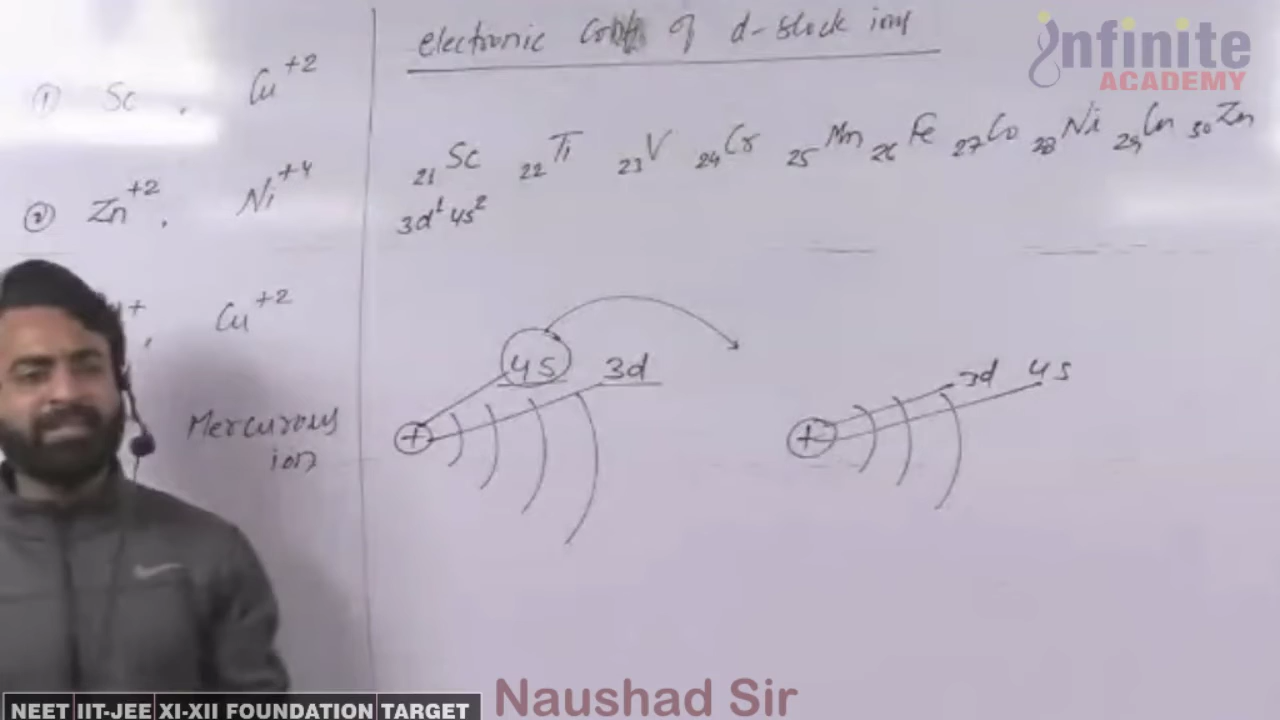 infinite
ACADEMY
electronic of d-block ions
① Sc , Cu+2
21Sc 22Ti 23V 24Cr 25Mn 26Fe 27Co 28Ni 29Cu 30Zn
3d1 4s2
② Zn+2, Ni+4
+, Cu+2
Mercurous
ion
+ 4s 3d
+ 3d 4s
NEET IIT-JEE XI-XII FOUNDATION TARGET
Naushad Sir